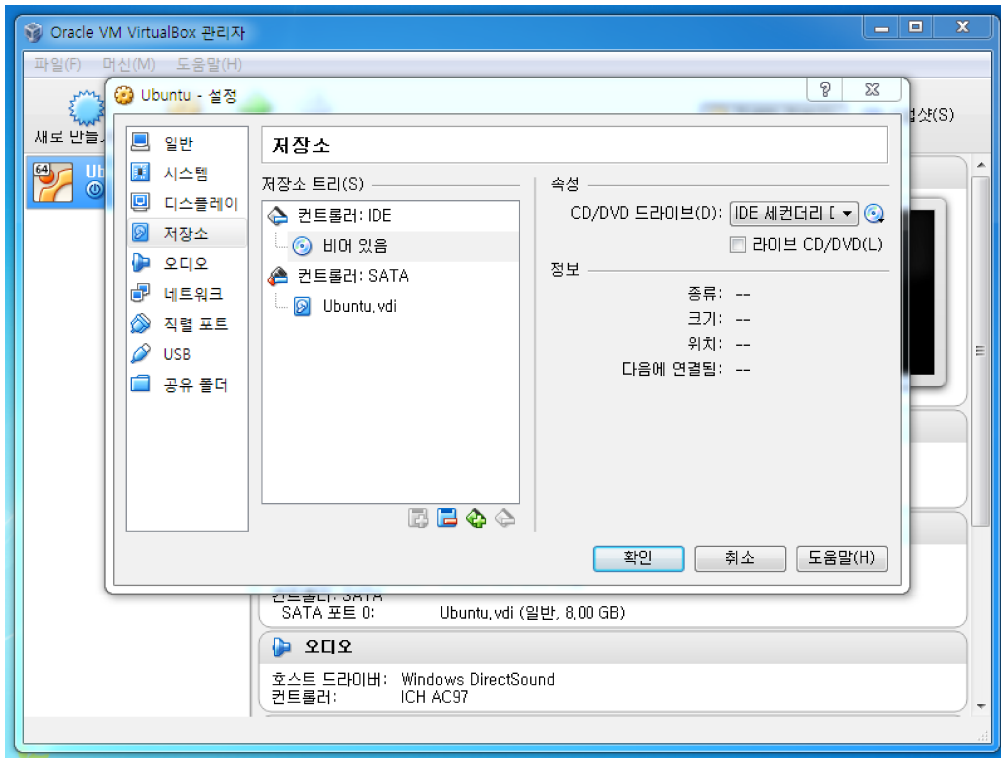 Oracle VM VirtualBox 관리자
파일(F) 머신(M) 도움말(H)
새로 만들
Ubuntu - 설정
샷(S)
64
일반
시스템
디스플레이
저장소
오디오
네트워크
직렬 포트
USB
공유 폴더
저장소
저장소 트리(S)
컨트롤러: IDE
비어 있음
컨트롤러: SATA
Ubuntu.vdi
속성
CD/DVD 드라이브(D): IDE 세컨더리
라이브 CD/DVD(L)
정보
종류: --
크기: --
위치: --
다음에 연결됨: --
확인 취소 도움말(H)
컨트롤러: SATA
SATA 포트 0: Ubuntu.vdi (일반, 8.00 GB)
오디오
호스트 드라이버: Windows DirectSound
컨트롤러: ICH AC97